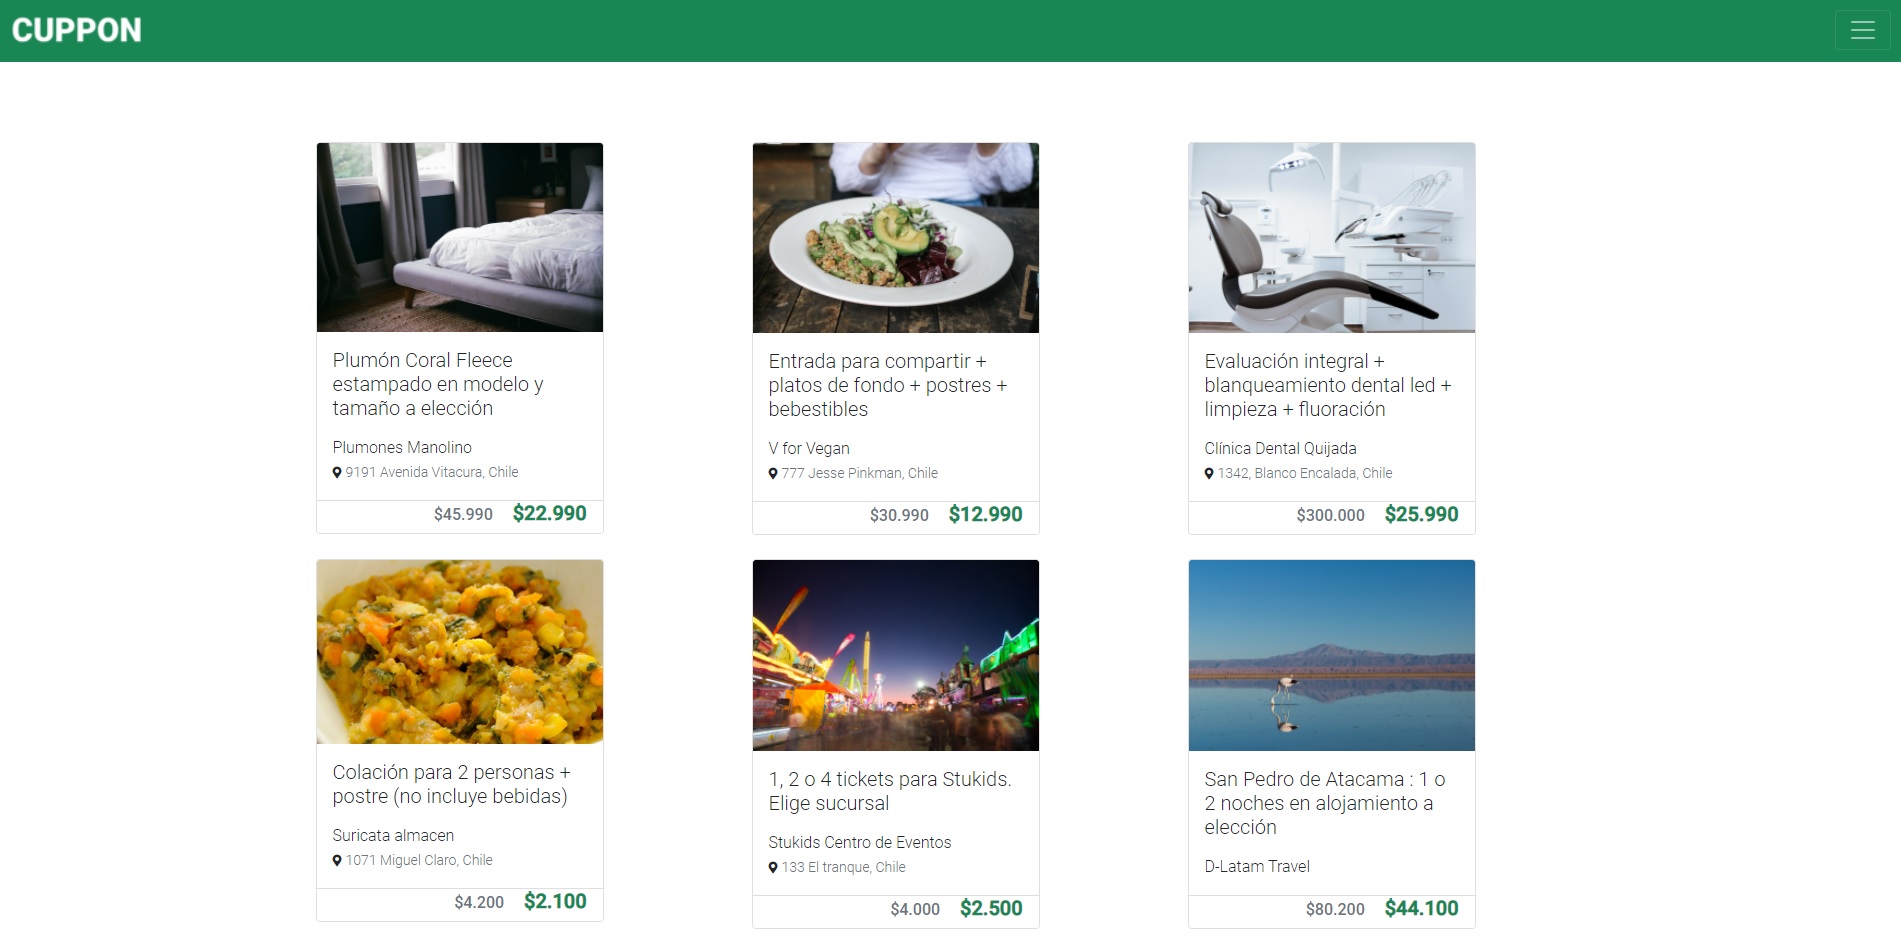 CUPPON
Plumón Coral Fleece
estampado en modelo y
tamaño a elección
Plumones Manolino
9191 Avenida Vitacura, Chile
$45.990 $22.990
Entrada para compartir +
platos de fondo + postres +
bebestibles
V for Vegan
777 Jesse Pinkman, Chile
$30.990 $12.990
Evaluación integral +
blanqueamiento dental led +
limpieza + fluoración
Clínica Dental Quijada
1342, Blanco Encalada, Chile
$300.000 $25.990
Colación para 2 personas +
postre (no incluye bebidas)
Suricata almacen
1071 Miguel Claro, Chile
$4.200 $2.100
1, 2 o 4 tickets para Stukids.
Elige sucursal
Stukids Centro de Eventos
133 El tranque, Chile
$4.000 $2.500
San Pedro de Atacama : 1 o
2 noches en alojamiento a
elección
D-Latam Travel
$80.200 $44.100